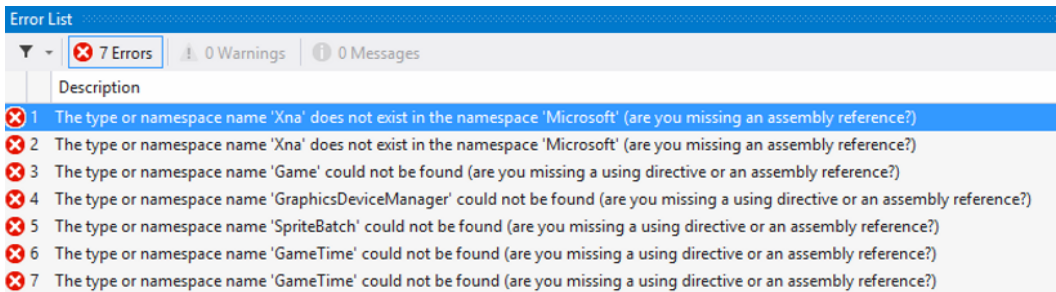 Error List
7 Errors 0 Warnings 0 Messages
Description
1 The type or namespace name 'Xna' does not exist in the namespace 'Microsoft' (are you missing an assembly reference?)
2 The type or namespace name 'Xna' does not exist in the namespace 'Microsoft' (are you missing an assembly reference?)
3 The type or namespace name 'Game' could not be found (are you missing a using directive or an assembly reference?)
4 The type or namespace name 'GraphicsDeviceManager' could not be found (are you missing a using directive or an assembly reference?)
5 The type or namespace name 'SpriteBatch' could not be found (are you missing a using directive or an assembly reference?)
6 The type or namespace name 'GameTime' could not be found (are you missing a using directive or an assembly reference?)
7 The type or namespace name 'GameTime' could not be found (are you missing a using directive or an assembly reference?)